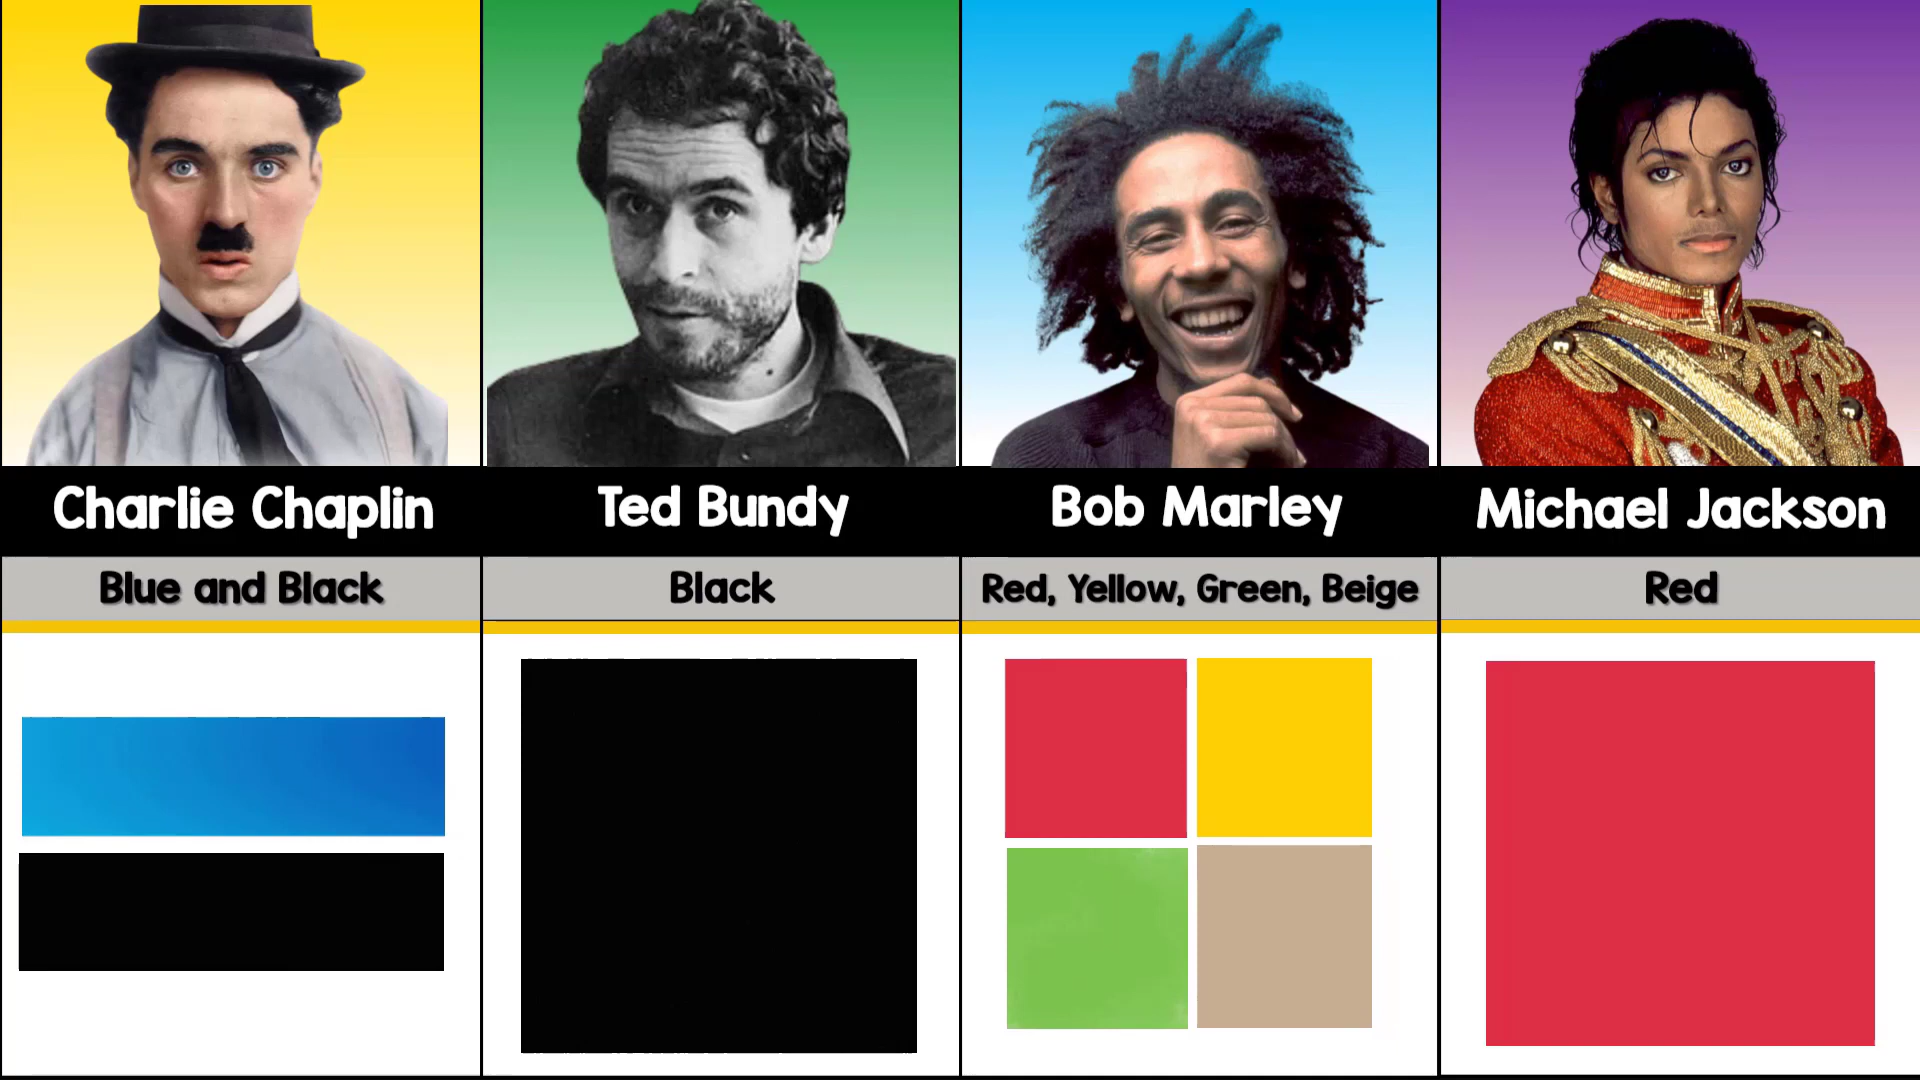 Charlie Chaplin
Ted Bundy
Bob Marley
Michael Jackson
Blue and Black
Black
Red, Yellow, Green, Beige
Red